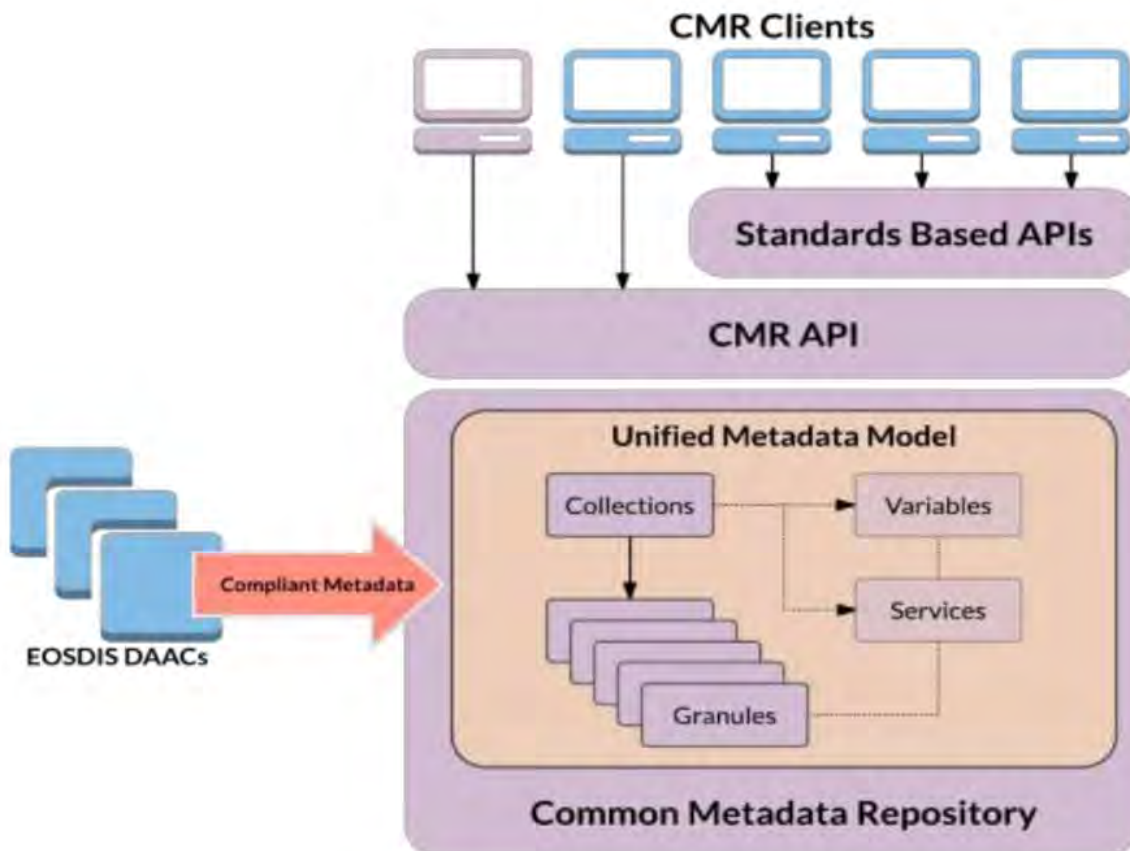 CMR Clients
Standards Based APIs
CMR API
Unified Metadata Model
Collections
Variables
Compliant Metadata
Services
EOSDIS DAACs
Granules
Common Metadata Repository